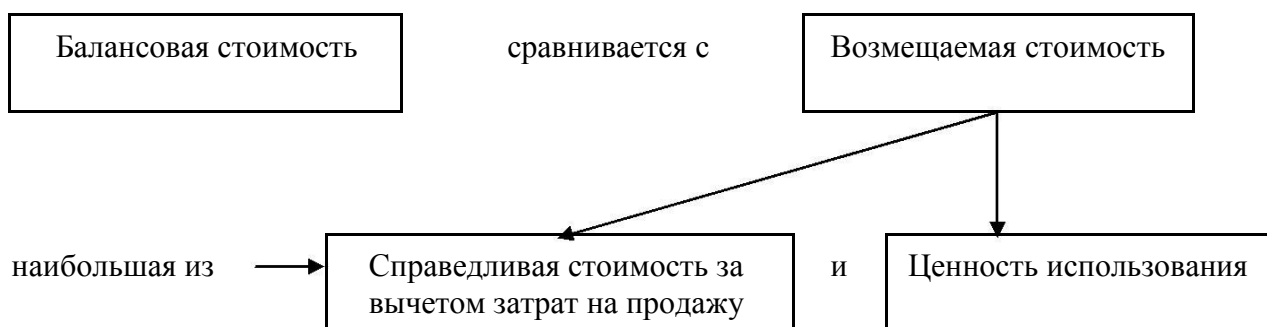 Балансовая стоимость сравнивается с Возмещаемая стоимость
наибольшая из Справедливая стоимость за и Ценность использования
вычетом затрат на продажу